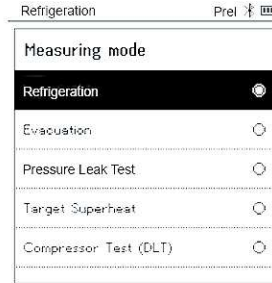 Refrigeration Prel
Measuring mode
Refrigeration
Evacuation
Pressure Leak Test
Target Superheat
Compressor Test (DLT)